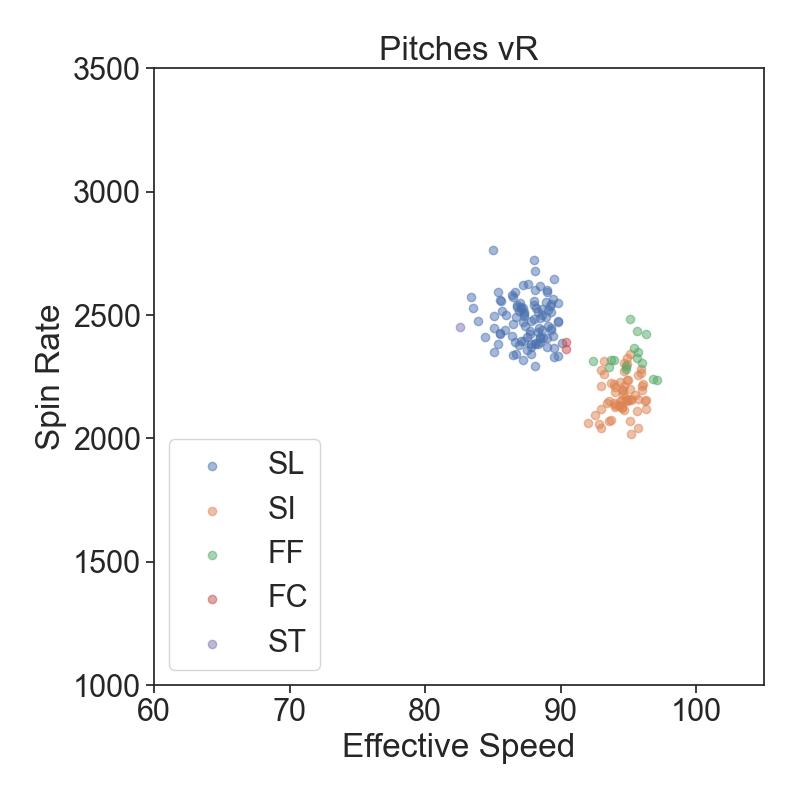 Pitches vR
3500
3000
2500
2000
1500
1000
Spin Rate
SL
SI
FF
FC
ST
60 70 80 90 100
Effective Speed